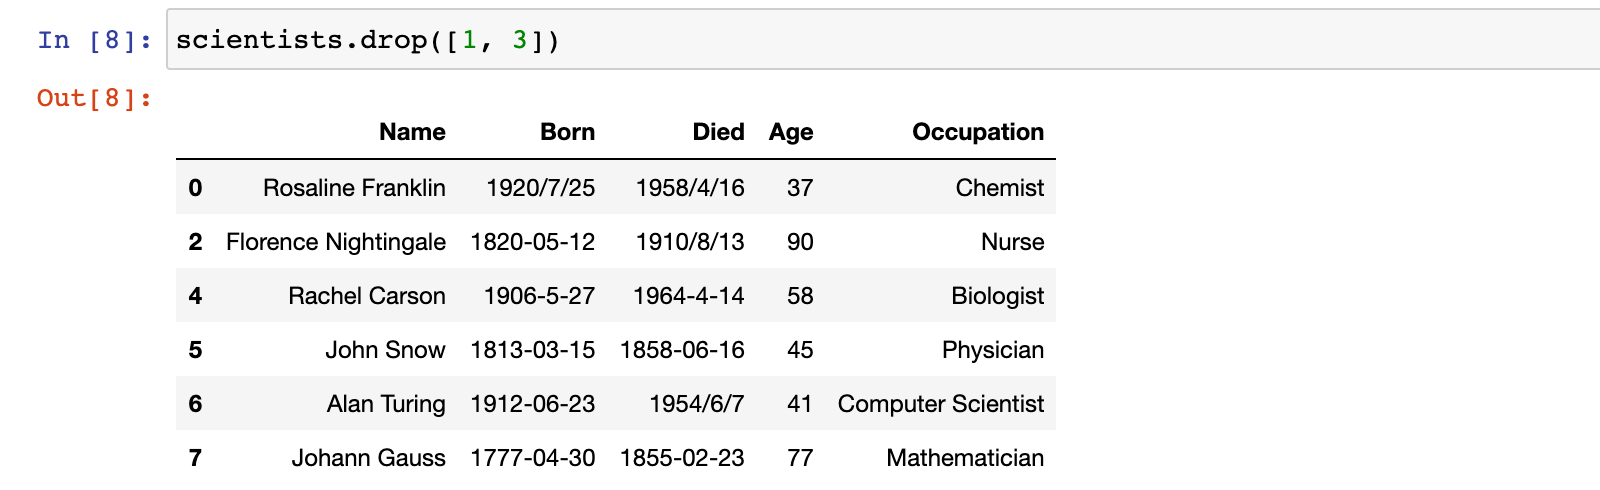 In [8]: scientists.drop([1, 3])
Out[8]:
Name Born Died Age Occupation
0 Rosaline Franklin 1920/7/25 1958/4/16 37 Chemist
2 Florence Nightingale 1820-05-12 1910/8/13 90 Nurse
4 Rachel Carson 1906-5-27 1964-4-14 58 Biologist
5 John Snow 1813-03-15 1858-06-16 45 Physician
6 Alan Turing 1912-06-23 1954/6/7 41 Computer Scientist
7 Johann Gauss 1777-04-30 1855-02-23 77 Mathematician